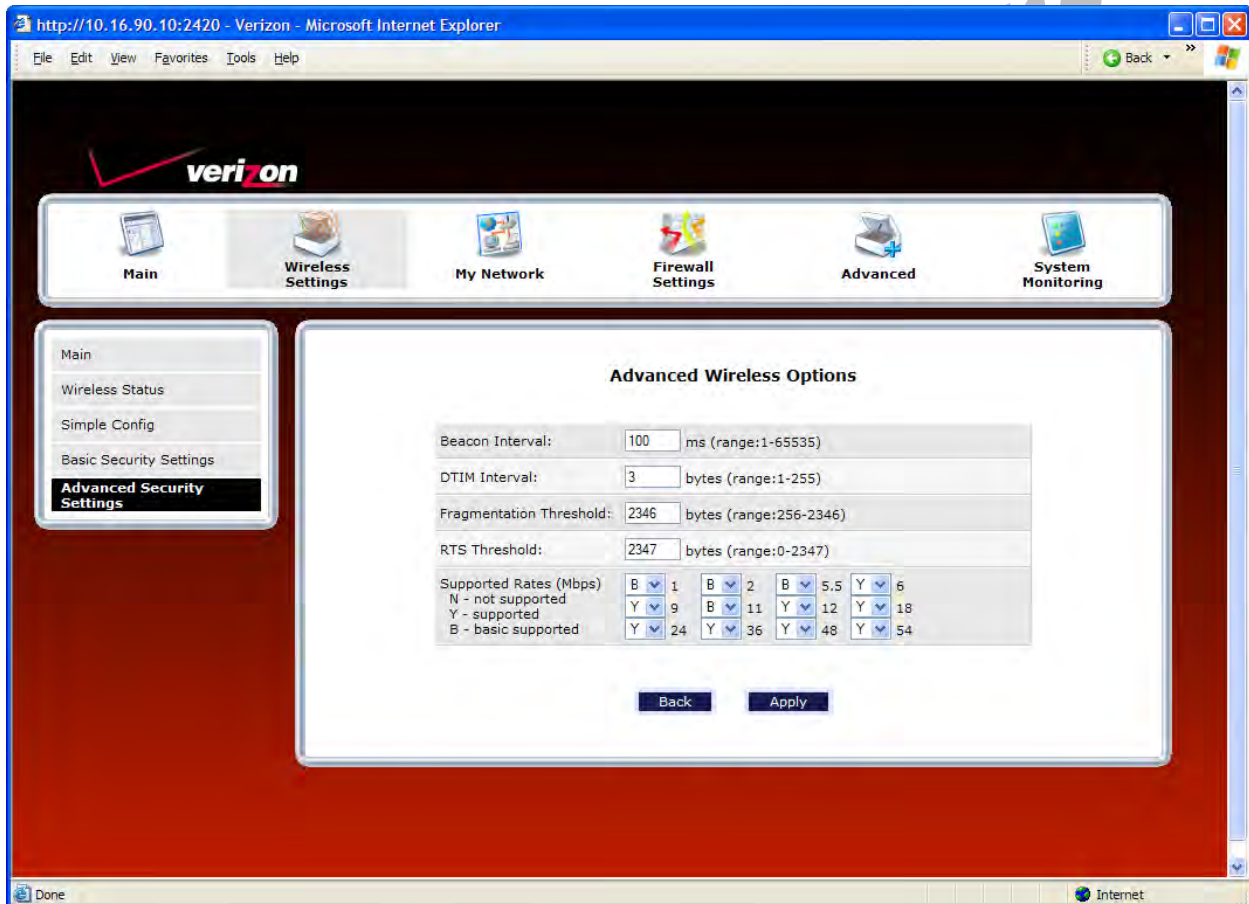 http://10.16.90.10:2420 - Verizon - Microsoft Internet Explorer
File Edit View Favorites Tools Help
Back
»
verizon
Main
Wireless Settings
My Network
Firewall Settings
Advanced
System Monitoring
Main
Wireless Status
Simple Config
Basic Security Settings
Advanced Security
Settings
Advanced Wireless Options
Beacon Interval: 100 ms (range:1-65535)
DTIM Interval: 3 bytes (range:1-255)
Fragmentation Threshold: 2346 bytes (range:256-2346)
RTS Threshold: 2347 bytes (range:0-2347)
Supported Rates (Mbps)
N - not supported
Y - supported
B - basic supported
B 1 B 2 B 5.5 Y 6
Y 9 B 11 Y 12 Y 18
Y 24 Y 36 Y 48 Y 54
Back Apply
Done Internet